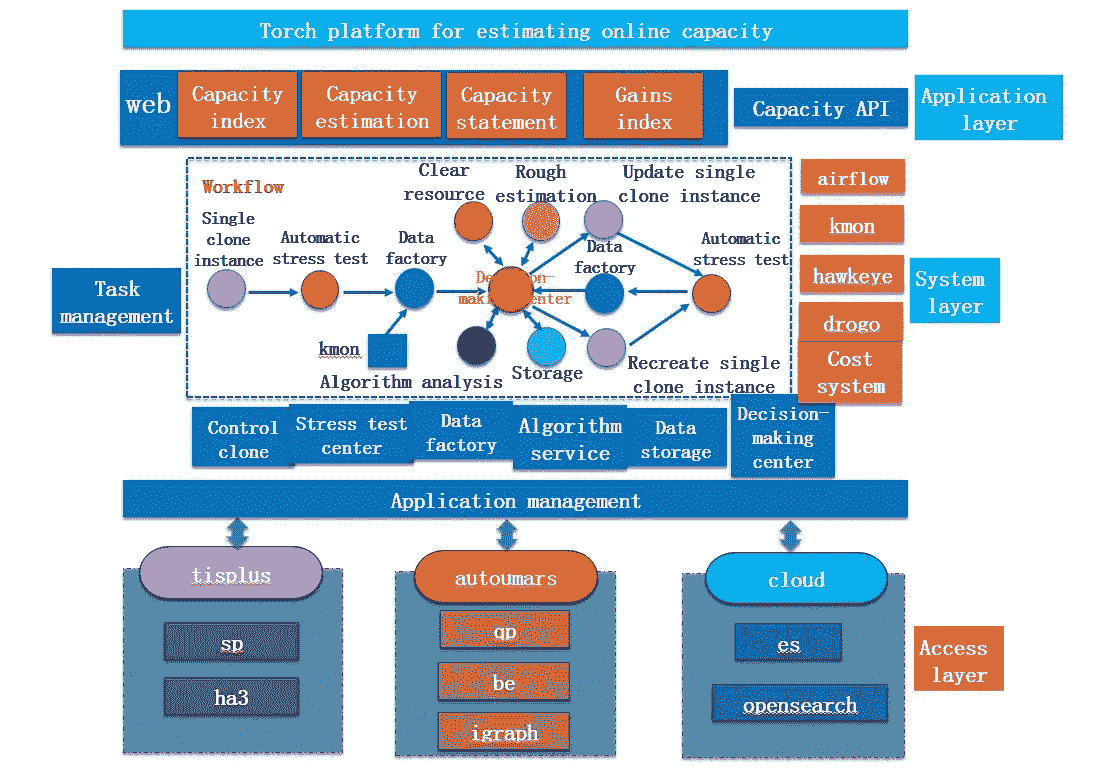 Torch platform for estimating online capacity
web
Capacity
index
Capacity
estimation
Capacity
statement
Gains
index
Capacity API
Application
layer
Workflow
Clear
resource
Rough
estimation
Update single
clone instance
Single
clone
instance
Automatic
stress test
Data
factory
Decision-
making center
Data
factory
Automatic
stress test
kmon
Algorithm analysis
Storage
Recreate single
clone instance
Task
management
airflow
kmon
hawkeye
drogo
Cost
system
System
layer
Control
clone
Stress test
center
Data
factory
Algorithm
service
Data
storage
Decision-
making
center
Application management
tisplus
sp
ha3
autoumars
qp
be
igraph
cloud
es
opensearch
Access
layer